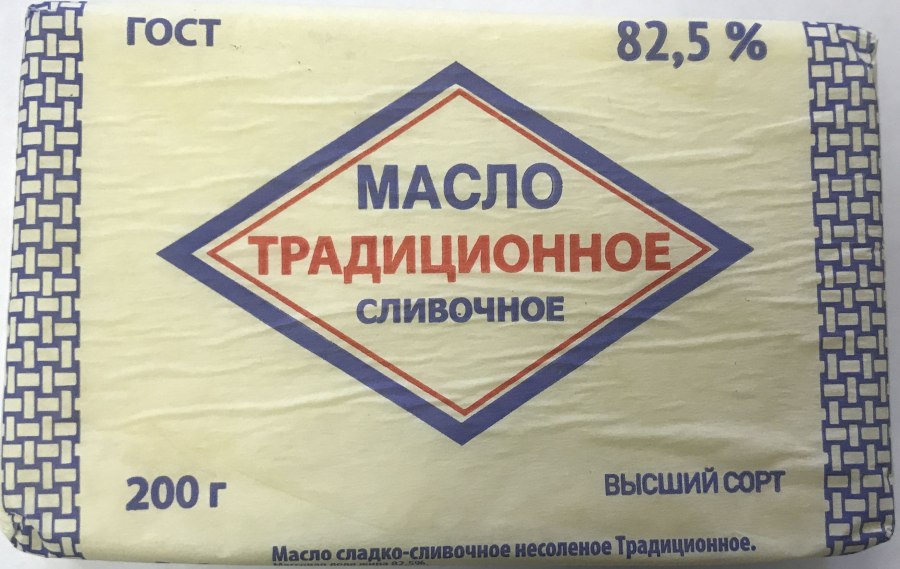 ГОСТ
82,5 %
МАСЛО
ТРАДИЦИОННОЕ
СЛИВОЧНОЕ
200 г
ВЫСШИЙ СОРТ
Масло сладко-сливочное несоленое Традиционное.